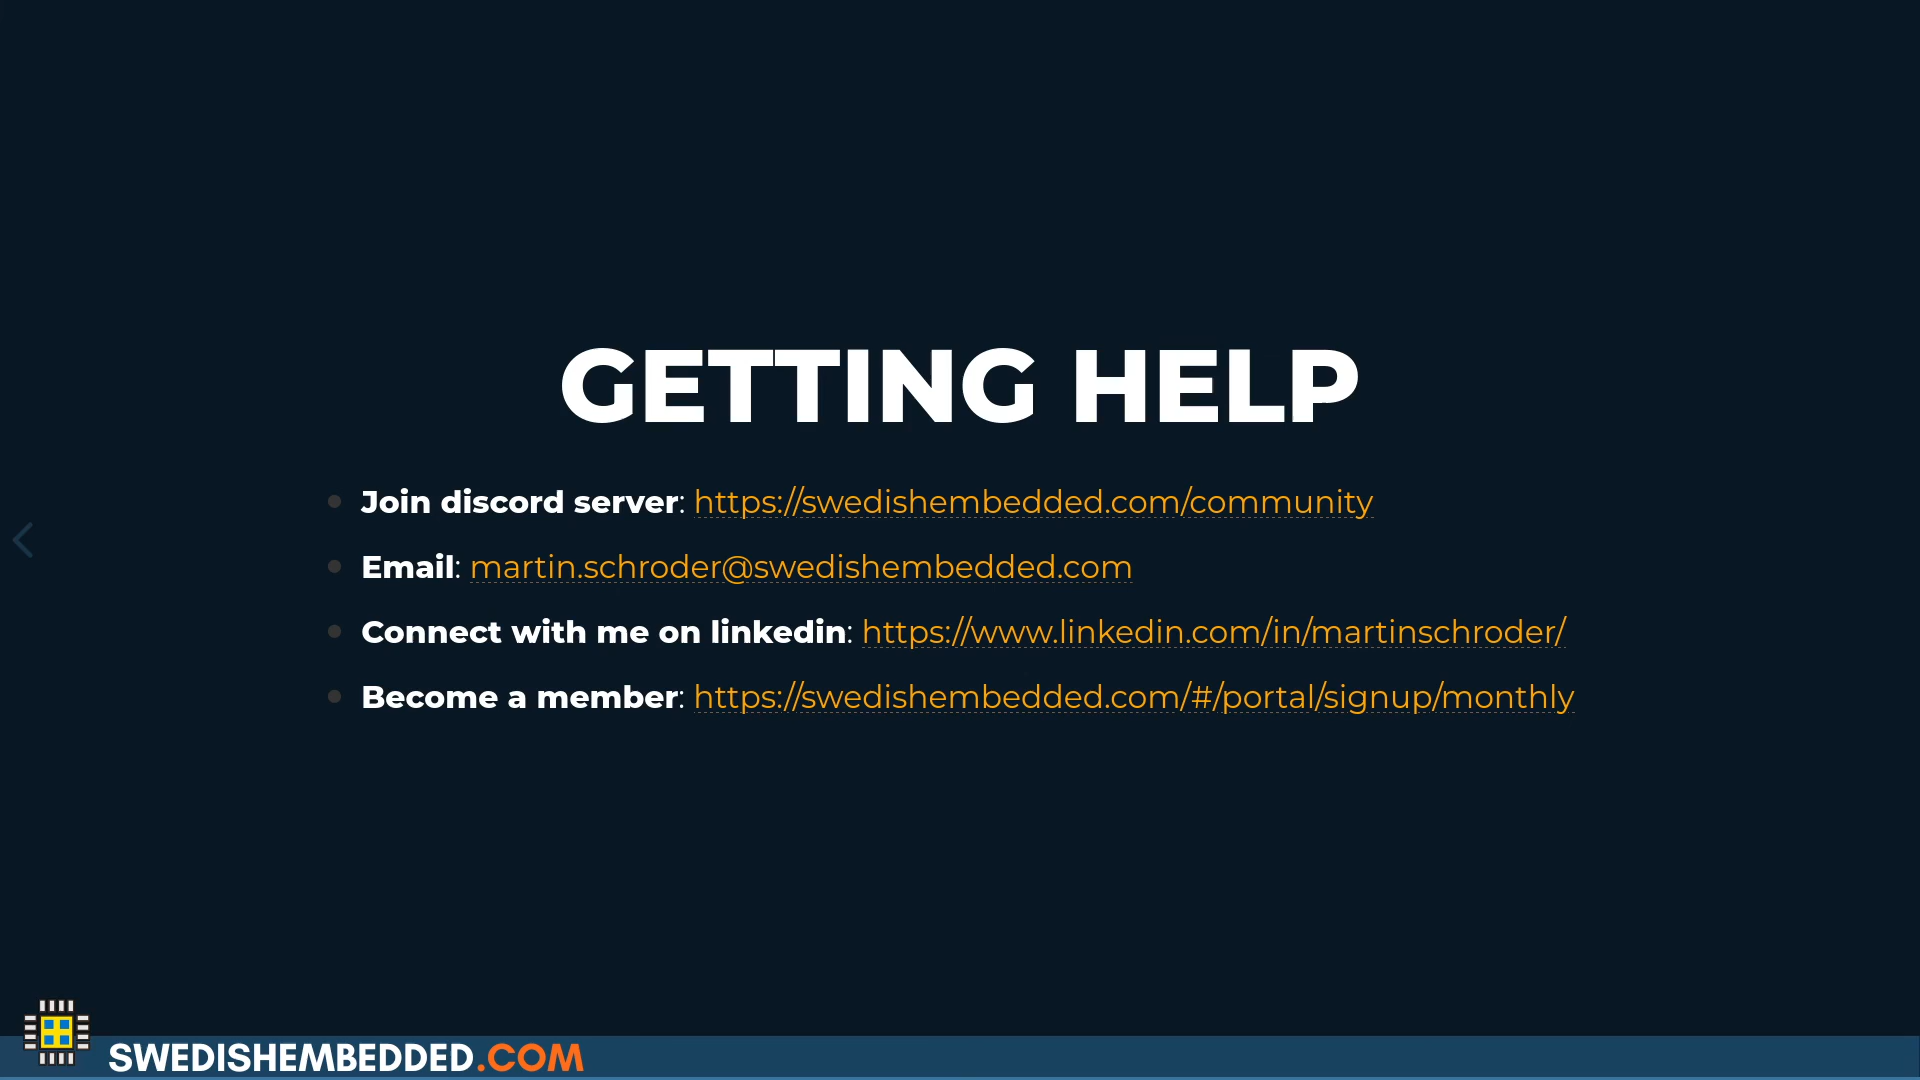 GETTING HELP
Join discord server: https://swedishembedded.com/community
Email: martin.schroder@swedishembedded.com
Connect with me on linkedin: https://www.linkedin.com/in/martinschroder/
Become a member: https://swedishembedded.com/#/portal/signup/monthly
SWEDISHEMBEDDED.COM